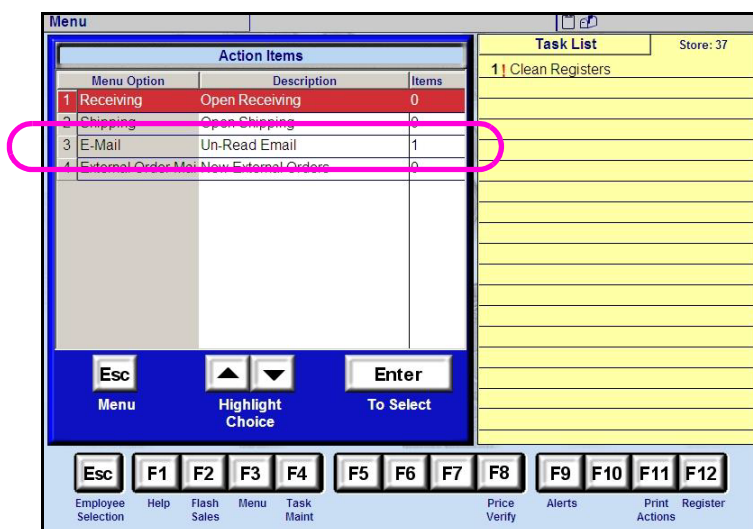 Menu
Action Items
Menu Option Description Items
1 Receiving Open Receiving 0
2 Shipping Open Shipping 0
3 E-Mail Un-Read Email 1
4 External Order Mai New External Orders 0
Esc Enter
Menu Highlight Choice To Select
Task List Store: 37
1! Clean Registers
Esc F1 F2 F3 F4 F5 F6 F7 F8 F9 F10 F11 F12
Employee Selection Help Flash Sales Menu Task Maint Price Verify Alerts Print Actions Register